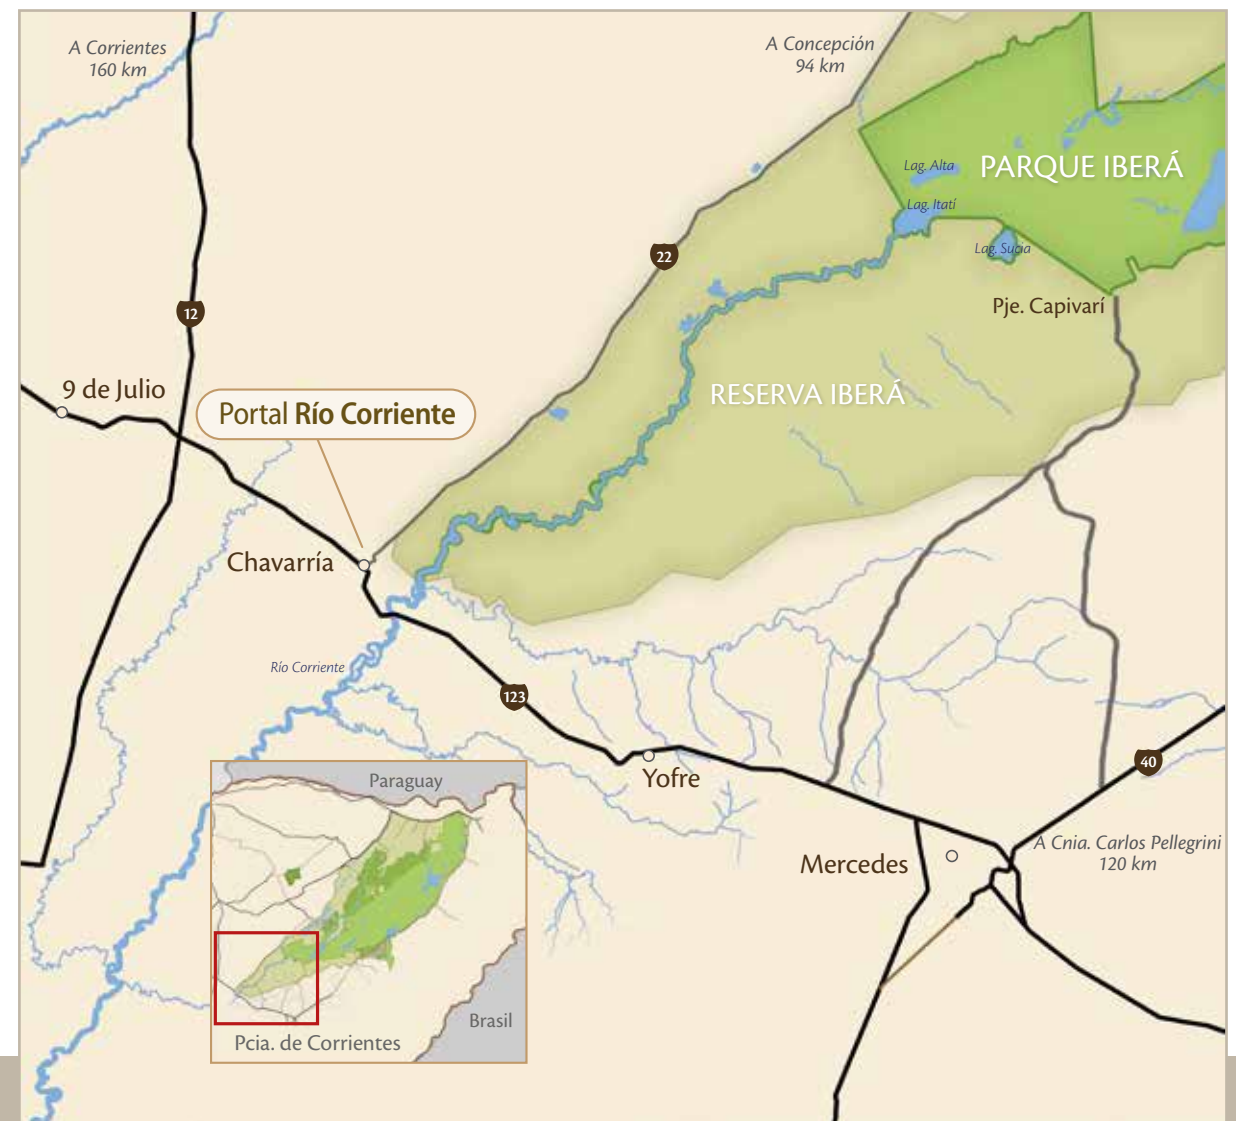 A Corrientes
160 km
A Concepción
94 km
Lag. Alta
PARQUE IBERÁ
Lag. Itatí
Lag. Sucia
22
Pje. Capivarí
12
9 de Julio
RESERVA IBERÁ
Portal Río Corriente
Chavarría
Río Corriente
123
Yofre
40
Paraguay
A Cnia. Carlos Pellegrini
120 km
Mercedes
Brasil
Pcia. de Corrientes